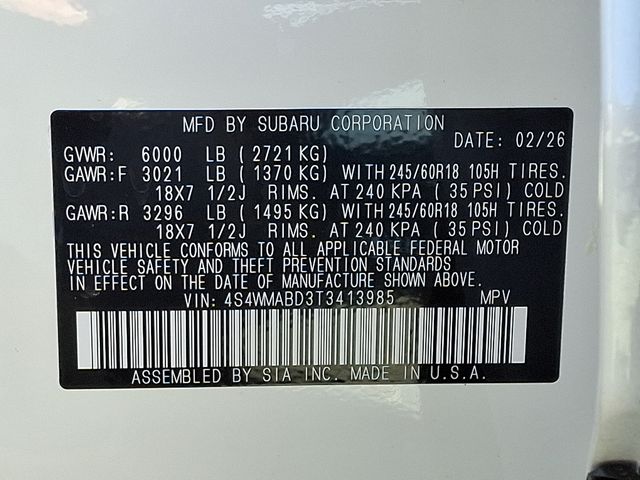 MFD BY SUBARU CORPORATION
DATE: 02/26
GVWR: 6000 LB (2721 KG)
GAWR:F 3021 LB (1370 KG) WITH 245/60R18 105H TIRES.
18X7 1/2J RIMS. AT 240 KPA (35 PSI) COLD
GAWR:R 3296 LB (1495 KG) WITH 245/60R18 105H TIRES.
18X7 1/2J RIMS. AT 240 KPA (35 PSI) COLD
THIS VEHICLE CONFORMS TO ALL APPLICABLE FEDERAL MOTOR
VEHICLE SAFETY AND THEFT PREVENTION STANDARDS
IN EFFECT ON THE DATE OF MANUFACTURE SHOWN ABOVE.
VIN: 4S4WMABD3T3413985 MPV
ASSEMBLED BY SIA INC. MADE IN U.S.A.